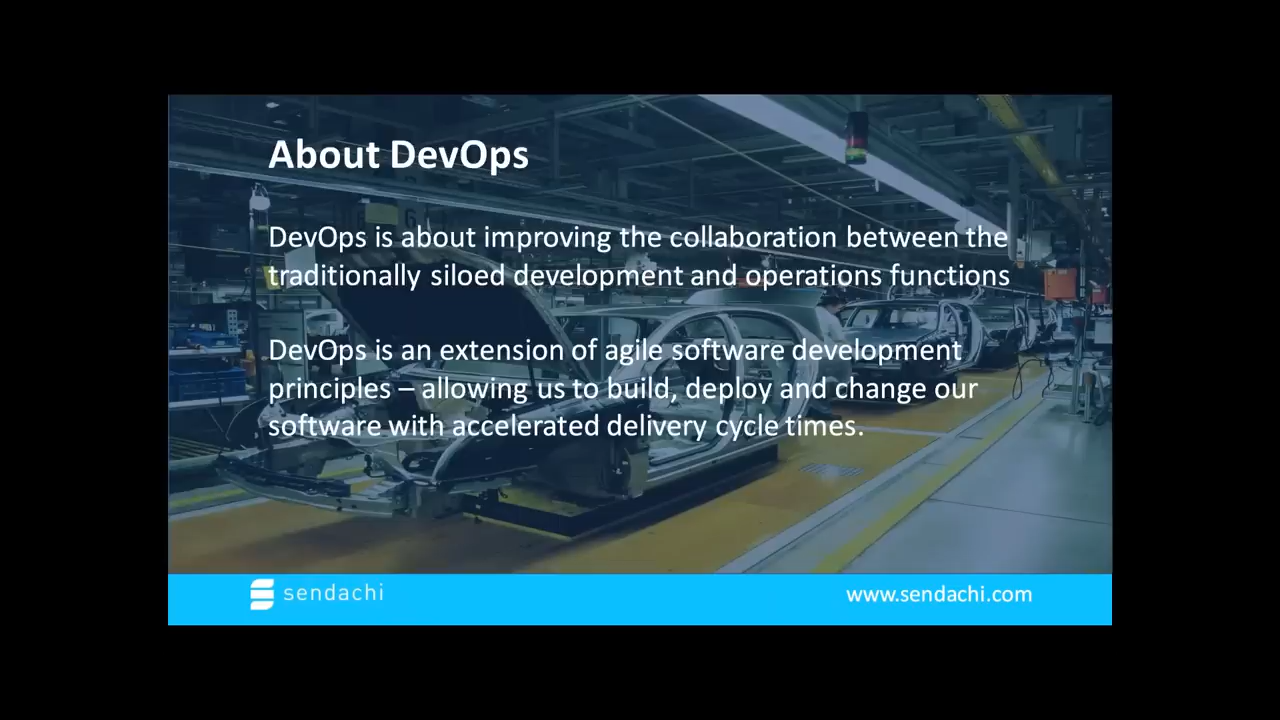 About DevOps
DevOps is about improving the collaboration between the
traditionally siloed development and operations functions
DevOps is an extension of agile software development
principles – allowing us to build, deploy and change our
software with accelerated delivery cycle times.
sendachi
www.sendachi.com